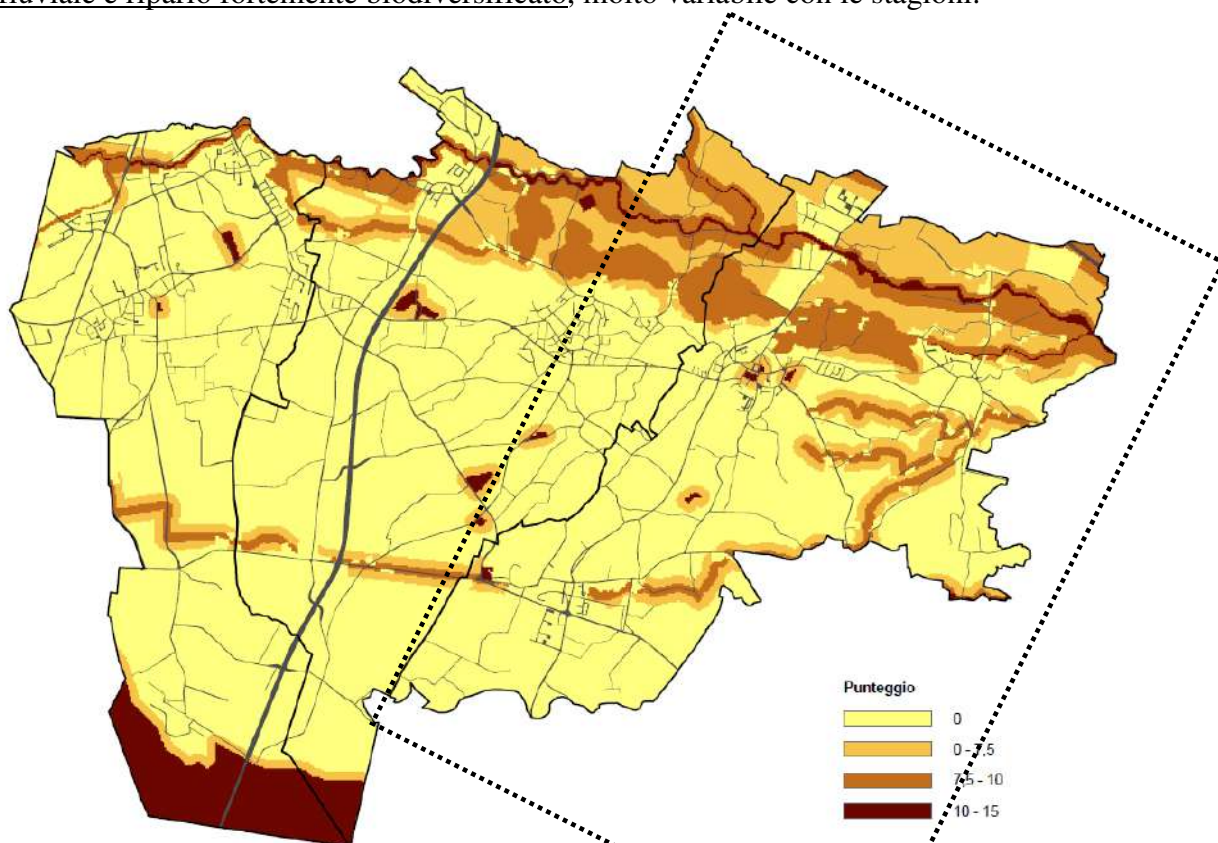 fluviale e ripario fortemente biodiversificato, molto variabile con le stagioni.
Punteggio
0
0 - 7,5
7,5 - 10
10 - 15